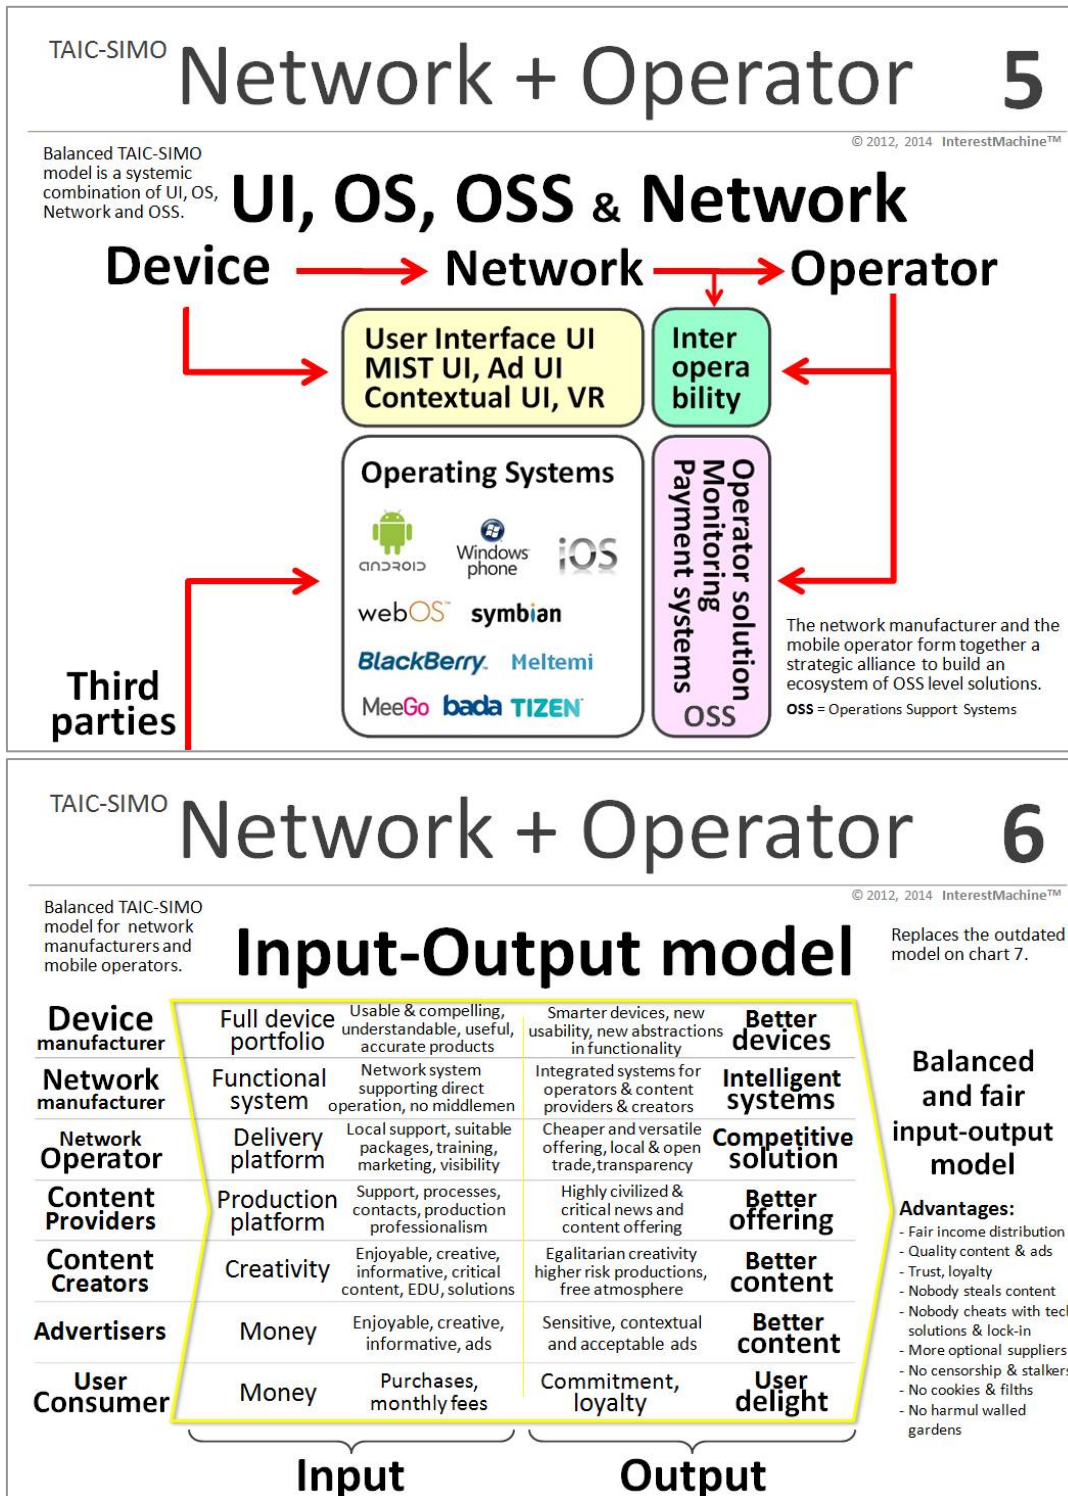 TAIC-SIMO
Network + Operator 5
© 2012, 2014 InterestMachine™
Balanced TAIC-SIMO
model is a systemic
combination of UI, OS,
Network and OSS.
UI, OS, OSS & Network
Device
Network
Operator
User Interface UI
MIST UI, Ad UI
Contextual UI, VR
Inter
opera
bility
Operating Systems
android
Windows
phone
iOS
webOS™
symbian
BlackBerry.
Meltemi
MeeGo
bada
TIZEN™
Operator solution
Monitoring
Payment systems
OSS
Third
parties
The network manufacturer and the
mobile operator form together a
strategic alliance to build an
ecosystem of OSS level solutions.
OSS = Operations Support Systems
TAIC-SIMO
Network + Operator 6
© 2012, 2014 InterestMachine™
Balanced TAIC-SIMO
model for network
manufacturers and
mobile operators.
Input-Output model
Replaces the outdated
model on chart 7.
Device
manufacturer
Full device
portfolio
Usable & compelling,
understandable, useful,
accurate products
Smarter devices, new
usability, new abstractions
in functionality
Better
devices
Network
manufacturer
Functional
system
Network system
supporting direct
operation, no middlemen
Integrated systems for
operators & content
providers & creators
Intelligent
systems
Network
Operator
Delivery
platform
Local support, suitable
packages, training,
marketing, visibility
Cheaper and versatile
offering, local & open
trade,transparency
Competitive
solution
Content
Providers
Production
platform
Support, processes,
contacts, production
professionalism
Highly civilized &
critical news and
content offering
Better
offering
Content
Creators
Creativity
Enjoyable, creative,
informative, critical
content, EDU, solutions
Egalitarian creativity
higher risk productions,
free atmosphere
Better
content
Advertisers
Money
Enjoyable, creative,
informative, ads
Sensitive, contextual
and acceptable ads
Better
content
User
Consumer
Money
Purchases,
monthly fees
Commitment,
loyalty
User
delight
Input
Output
Balanced
and fair
input-output
model
Advantages:
- Fair income distribution
- Quality content & ads
- Trust, loyalty
- Nobody steals content
- Nobody cheats with tech
solutions & lock-in
- More optional suppliers
- No censorship & stalkers
- No cookies & filths
- No harmul walled
gardens